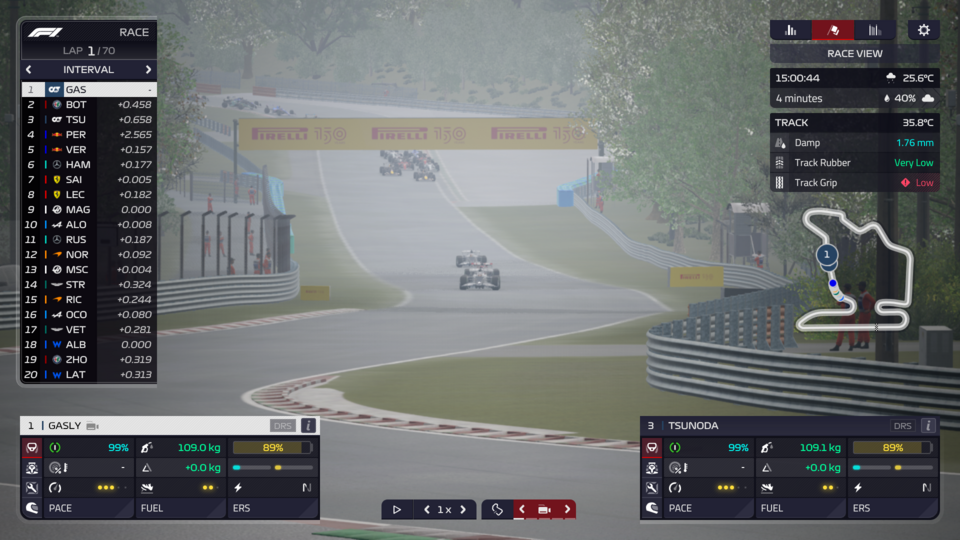 F1 RACE
LAP 1/70
INTERVAL
1 GAS -
2 BOT +0.458
3 TSU +0.658
4 PER +2.565
5 VER +0.157
6 HAM +0.177
7 SAI +0.005
8 LEC +0.182
9 MAG 0.000
10 ALO +0.008
11 RUS +0.187
12 NOR +0.092
13 MSC +0.004
14 STR +0.324
15 RIC +0.244
16 OCO +0.080
17 VET +0.281
18 ALB 0.000
19 ZHO +0.319
20 LAT +0.313
PIRELLI 150 PIRELLI 150 PIRELLI 150
RACE VIEW
15:00:44 25.6°C
4 minutes 40%
TRACK 35.8°C
Damp 1.76 mm
Track Rubber Very Low
Track Grip Low
1
1 GASLY DRS i
99% 109.0 kg 89%
- +0.0 kg
N
PACE FUEL ERS
1x
3 TSUNODA DRS i
99% 109.1 kg 89%
- +0.0 kg
N
PACE FUEL ERS